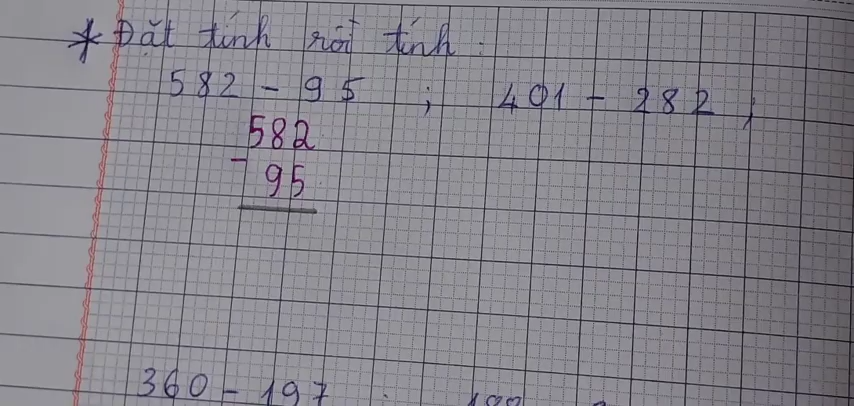 * Đặt tính rồi tính:
582 - 95 ; 401 - 282 ;
582
-
95
360 - 197